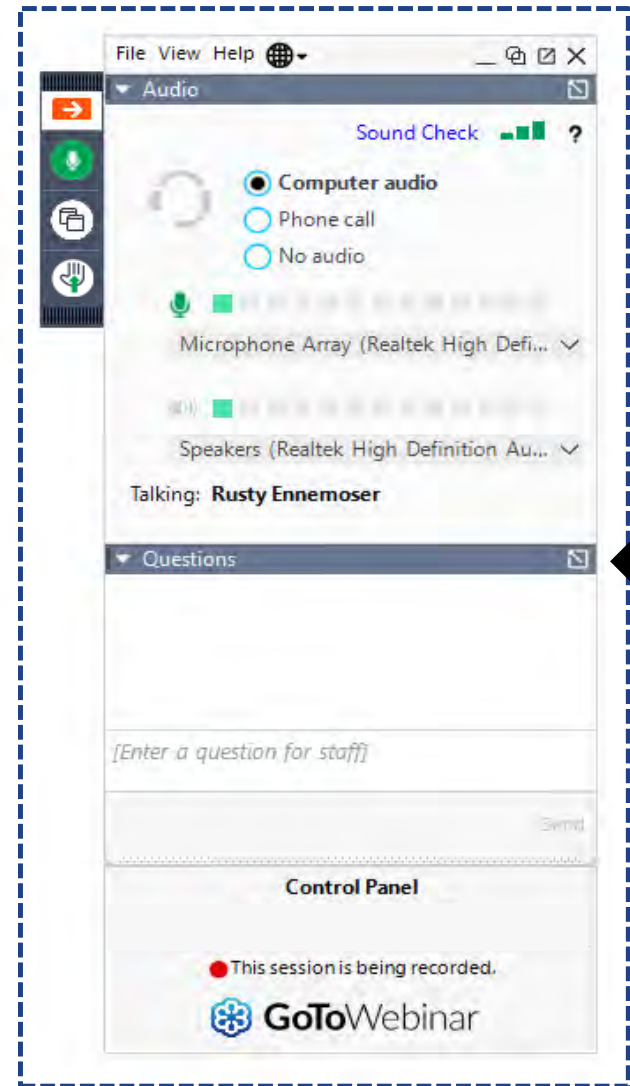 File View Help
Audio
Sound Check ?
Computer audio
Phone call
No audio
Microphone Array (Realtek High Defi...
Speakers (Realtek High Definition Au...
Talking: Rusty Ennemoser
Questions
[Enter a question for staff]
Send
Control Panel
This session is being recorded.
GoToWebinar